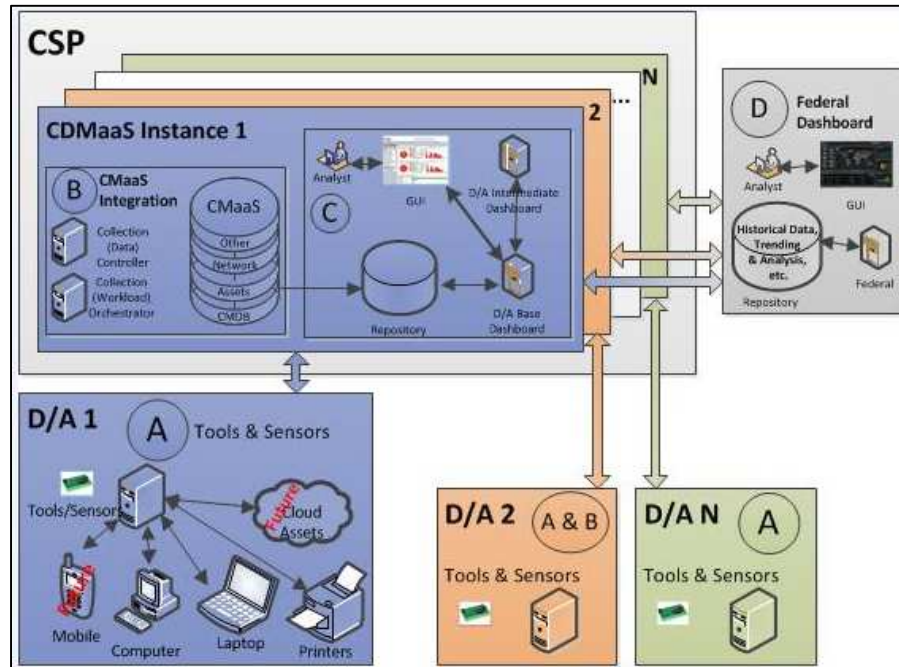 CSP
N
...
2
CDMaaS Instance 1
B
CMaaS
Integration
Collection
(Data)
Controller
Collection
(Workload)
Orchestrator
CMaaS
Other
Network
Assets
CMDB
Analyst
GUI
D/A Intermediate
Dashboard
C
Repository
D/A Base
Dashboard
D
Federal
Dashboard
Analyst
GUI
Historical Data,
Trending
& Analysis,
etc.
Repository
Federal
D/A 1
A
Tools & Sensors
Tools/Sensors
Future
Cloud
Assets
Mobile
Computer
Laptop
Printers
D/A 2
A & B
Tools & Sensors
D/A N
A
Tools & Sensors